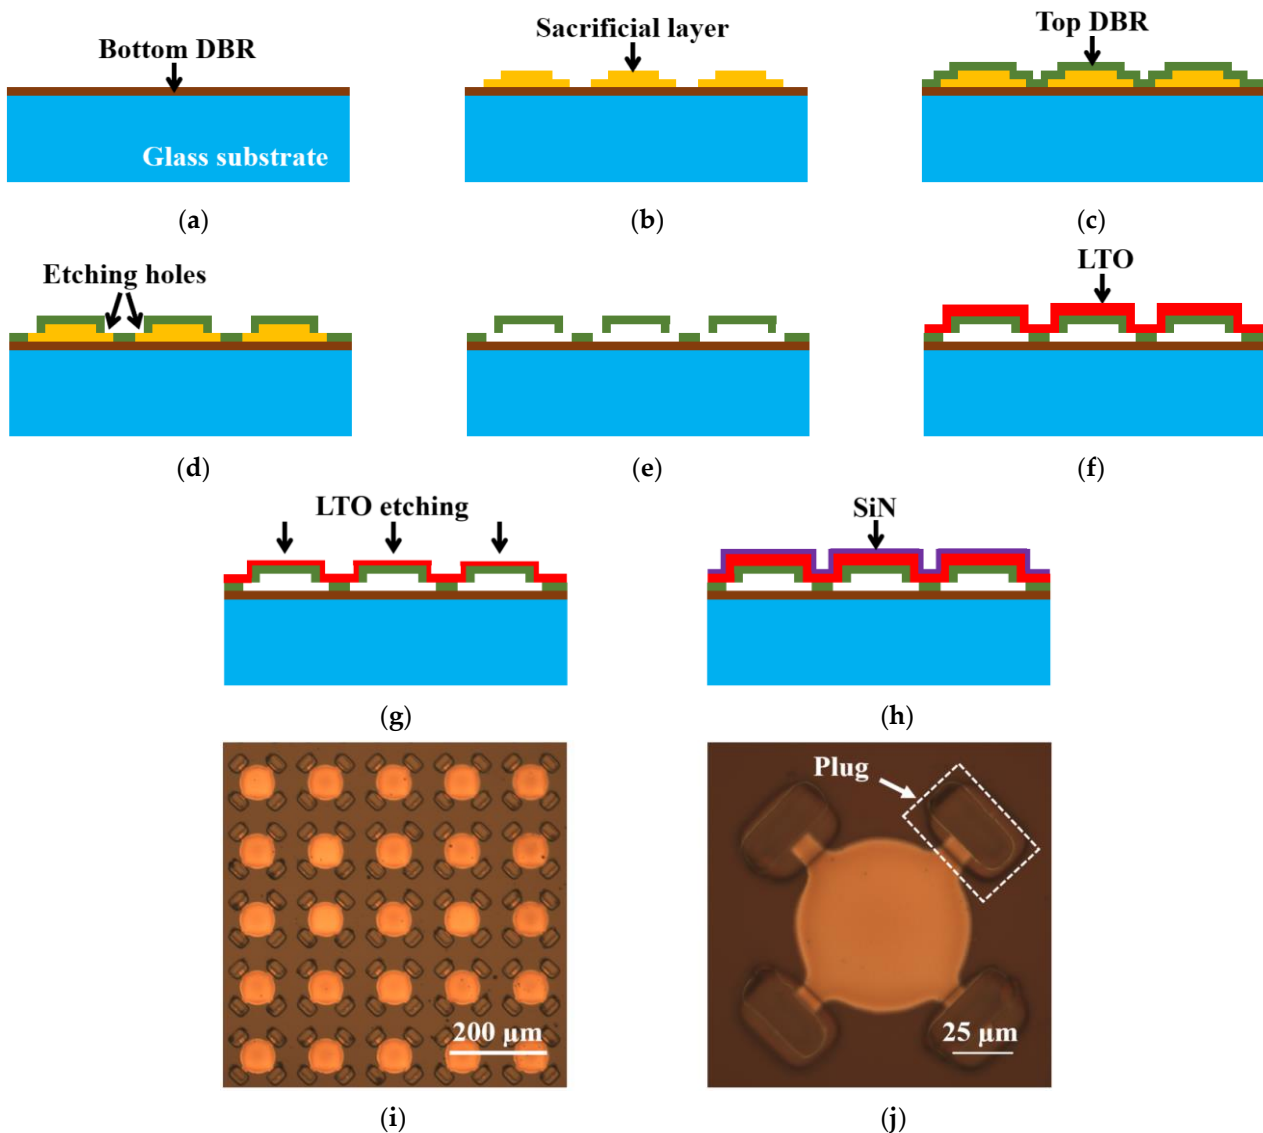 Bottom DBR
Glass substrate
(a)
Sacrificial layer
(b)
Top DBR
(c)
Etching holes
(d)
(e)
LTO
(f)
LTO etching
(g)
SiN
(h)
200 μm
(i)
Plug
25 μm
(j)